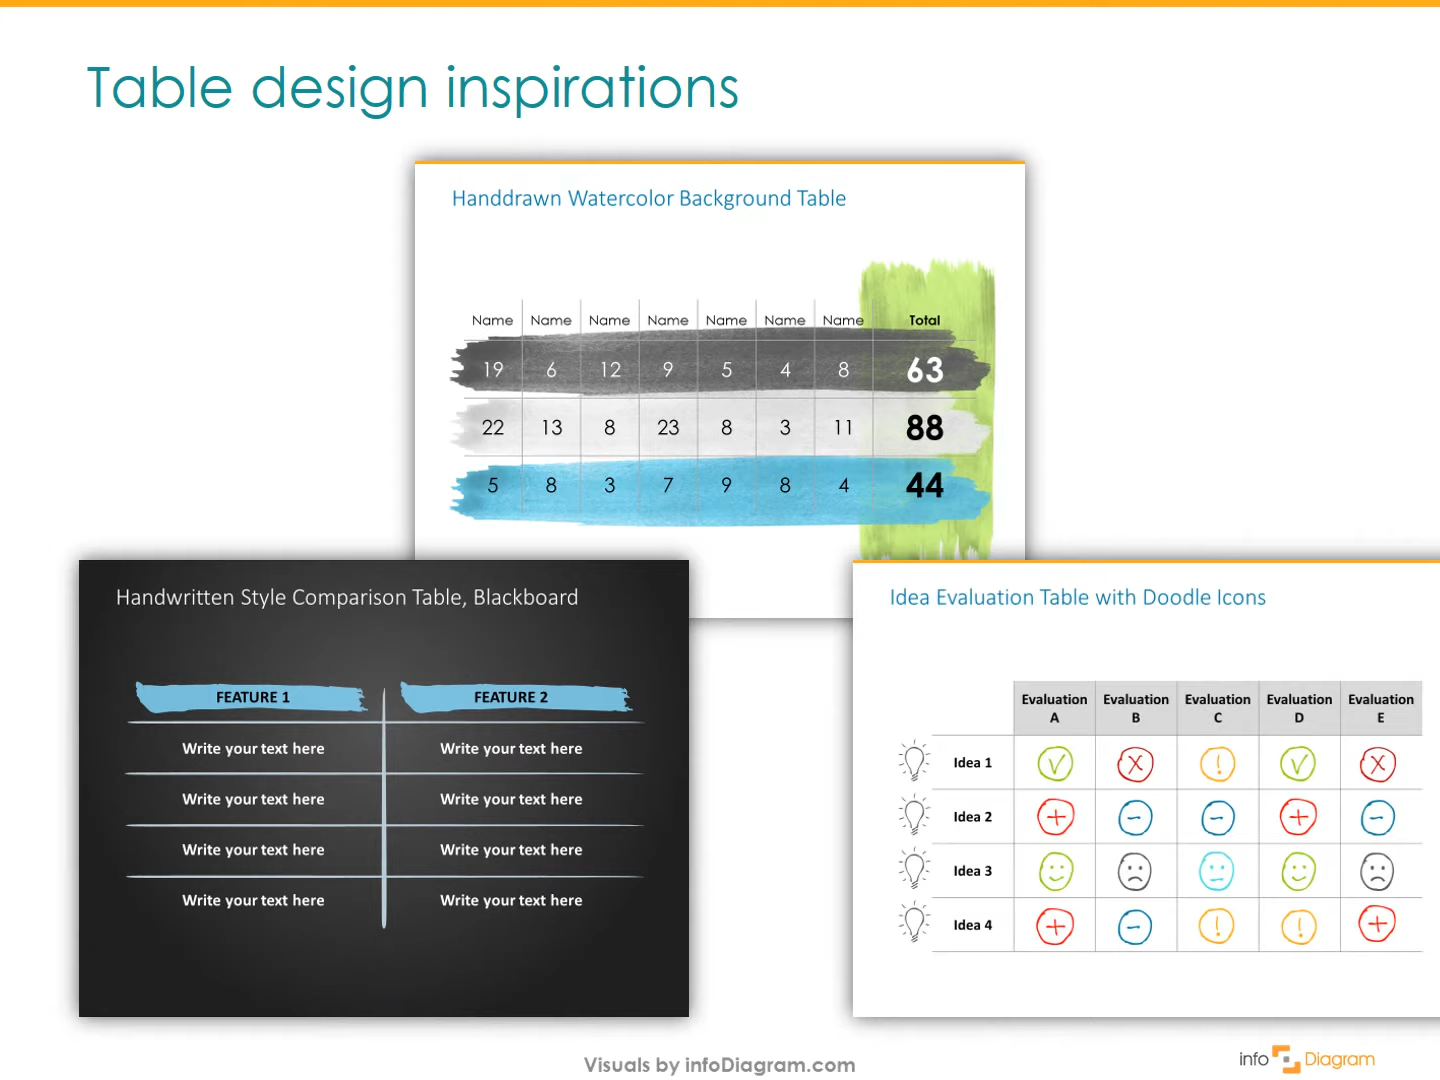 Table design inspirations
Handdrawn Watercolor Background Table
Name Name Name Name Name Name Name Total
19 6 12 9 5 4 8 63
22 13 8 23 8 3 11 88
5 8 3 7 9 8 4 44
Handwritten Style Comparison Table, Blackboard
FEATURE 1 FEATURE 2
Write your text here Write your text here
Write your text here Write your text here
Write your text here Write your text here
Write your text here Write your text here
Idea Evaluation Table with Doodle Icons
Evaluation Evaluation Evaluation Evaluation Evaluation
A B C D E
Idea 1
Idea 2
Idea 3
Idea 4
Visuals by infoDiagram.com
info Diagram